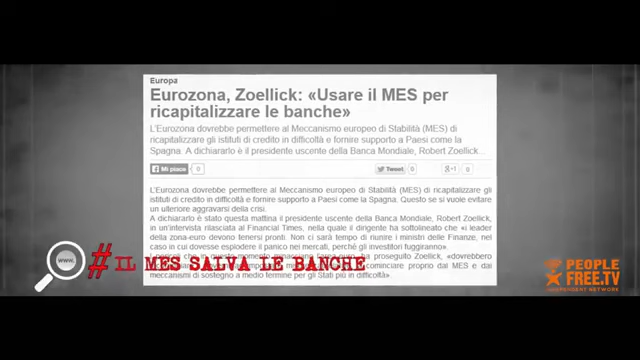 Europa
Eurozona, Zoellick: «Usare il MES per
ricapitalizzare le banche»
L'Eurozona dovrebbe permettere al Meccanismo europeo di Stabilità (MES) di
ricapitalizzare gli istituti di credito in difficoltà e fornire supporto a Paesi come la
Spagna. A dichiararlo è il presidente uscente della Banca Mondiale, Robert Zoellick...
Mi piace 0 Tweet 0 +1 0
L'Eurozona dovrebbe permettere al Meccanismo europeo di Stabilità (MES) di ricapitalizzare gli
istituti di credito in difficoltà e fornire supporto a Paesi come la Spagna. Questo se si vuole evitare
un ulteriore aggravarsi della crisi.
A dichiararlo è stato questa mattina il presidente uscente della Banca Mondiale, Robert Zoellick,
in un'intervista rilasciata al Financial Times, nella quale il dirigente ha sottolineato che «i leader
della zona-euro devono tenersi pronti. Non ci sarà tempo di riunire i ministri delle Finanze, nel
caso in cui dovesse esplodere il panico nei mercati, perché gli investitori fuggiranno».
ha proseguito Zoellick, «dovrebbero
cominciare proprio dal MES e dai
meccanismi di sostegno a medio termine per gli Stati più in difficoltà».
www.
#IL MES SALVA LE BANCHE
PEOPLE
FREE.TV
INDEPENDENT NETWORK